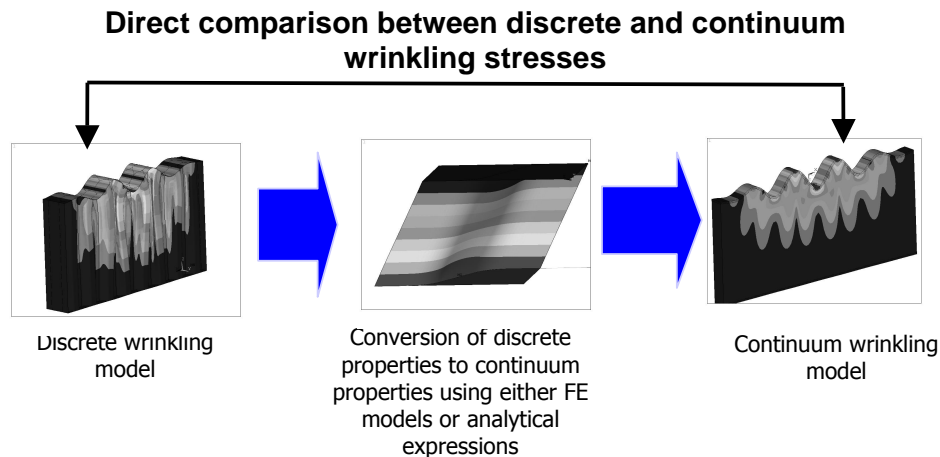 Direct comparison between discrete and continuum
wrinkling stresses
Discrete wrinkling
model
Conversion of discrete
properties to continuum
properties using either FE
models or analytical
expressions
Continuum wrinkling
model